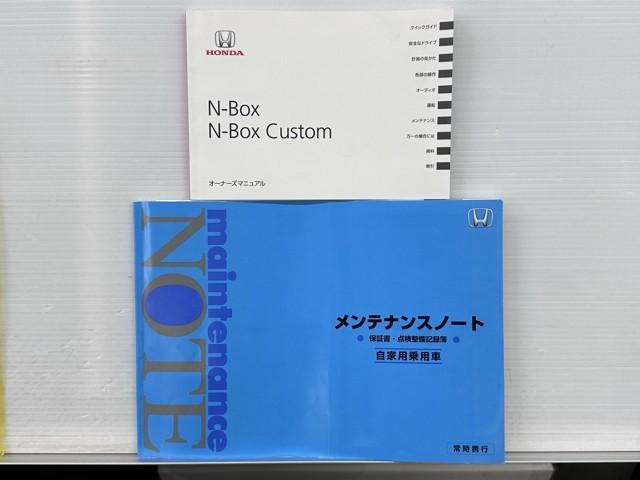 HONDA
N-Box
N-Box Custom
オーナーズマニュアル
クイックガイド
安全なドライブ
計器の見かた
各部の操作
オーディオ
運転
メンテナンス
万一の場合には
資料
索引
maintenance
NOTE
メンテナンスノート
保証書・点検整備記録簿
自家用乗用車
常時携行